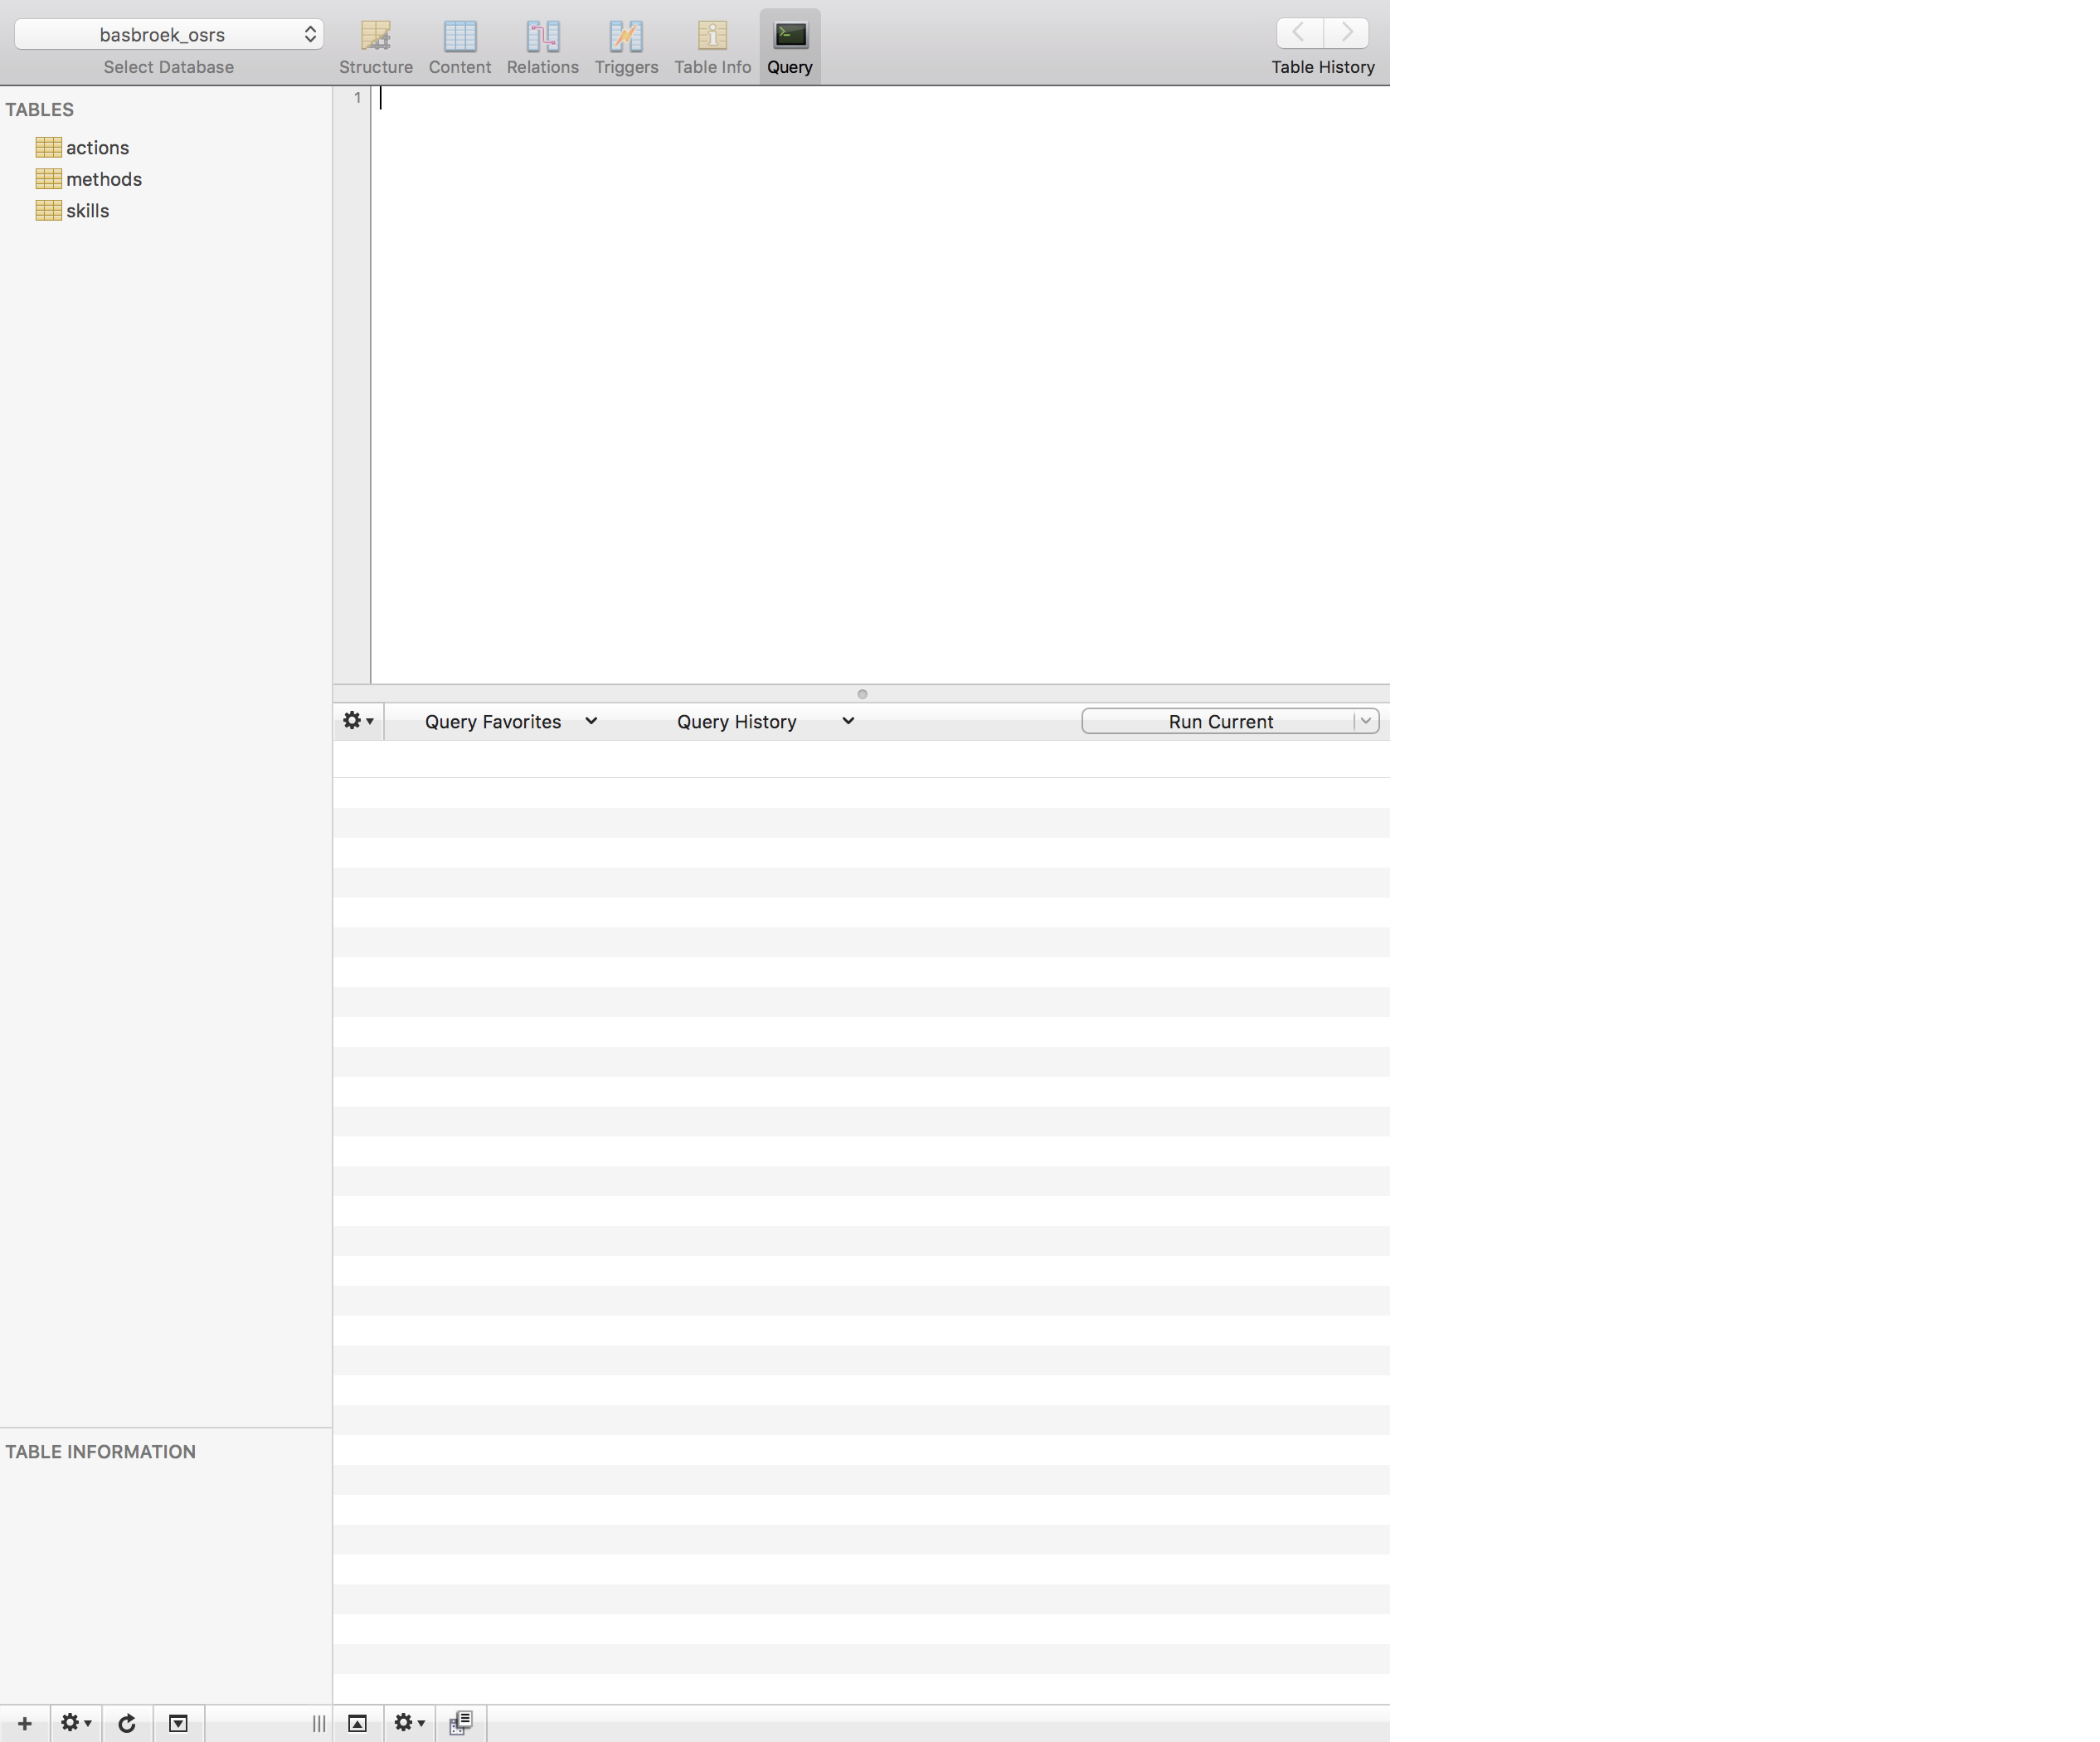 basbroek_osrs
Select Database
Structure
Content
Relations
Triggers
Table Info
Query
Table History
TABLES
actions
methods
skills
1
Query Favorites
Query History
Run Current
TABLE INFORMATION